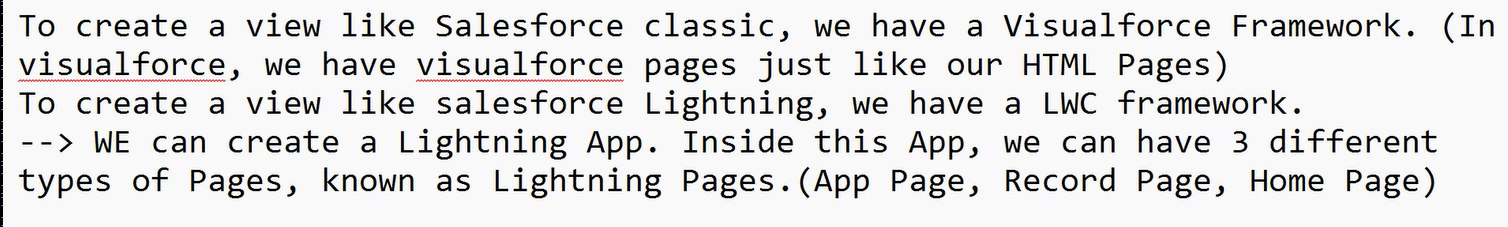 To create a view like Salesforce classic, we have a Visualforce Framework. (In
visualforce, we have visualforce pages just like our HTML Pages)
To create a view like salesforce Lightning, we have a LWC framework.
--> WE can create a Lightning App. Inside this App, we can have 3 different
types of Pages, known as Lightning Pages.(App Page, Record Page, Home Page)